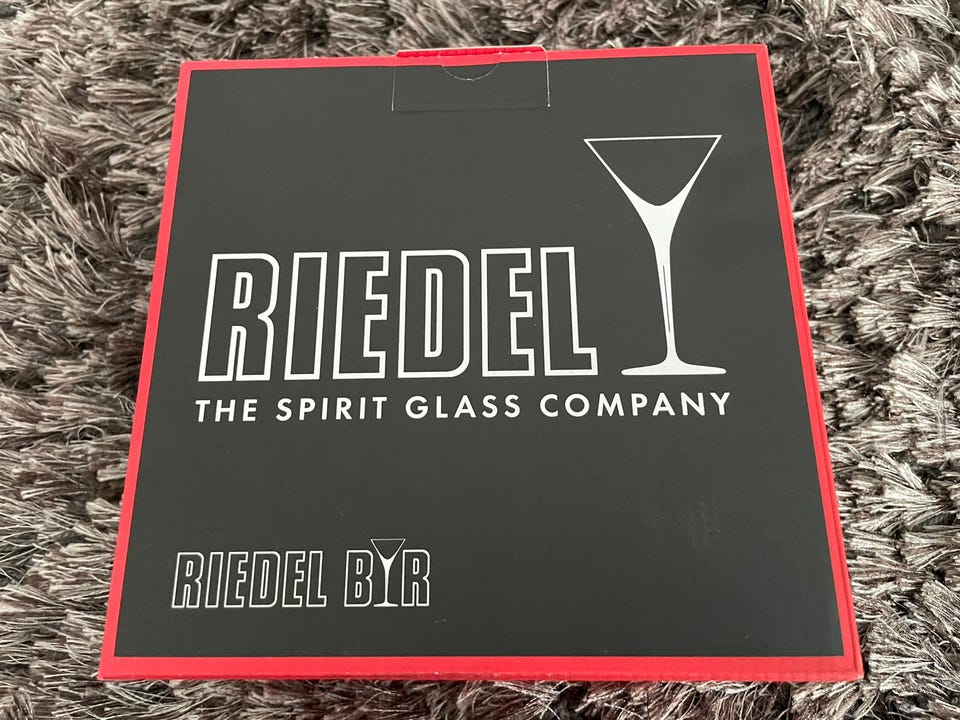 RIEDEL
THE SPIRIT GLASS COMPANY
RIEDEL BAR